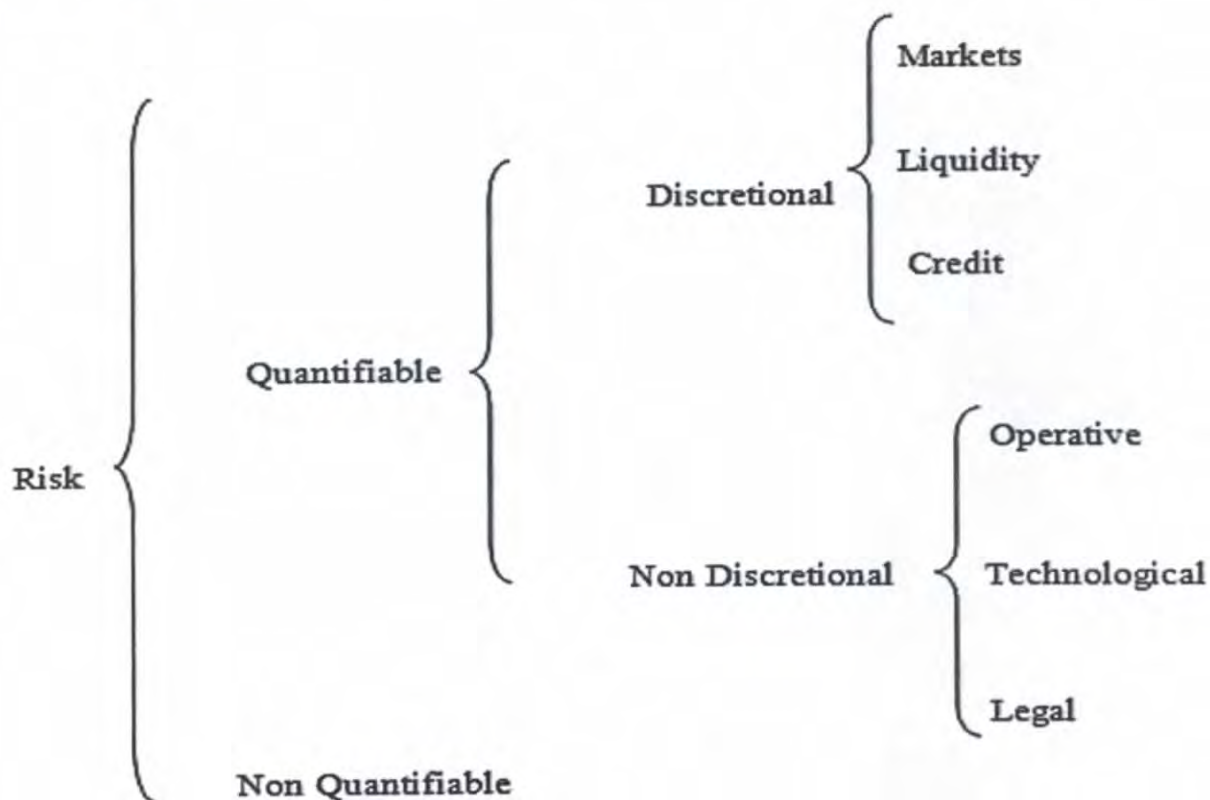 Markets
Liquidity
Discretional
Credit
Quantifiable
Operative
Risk
Non Discretional
Technological
Legal
Non Quantifiable